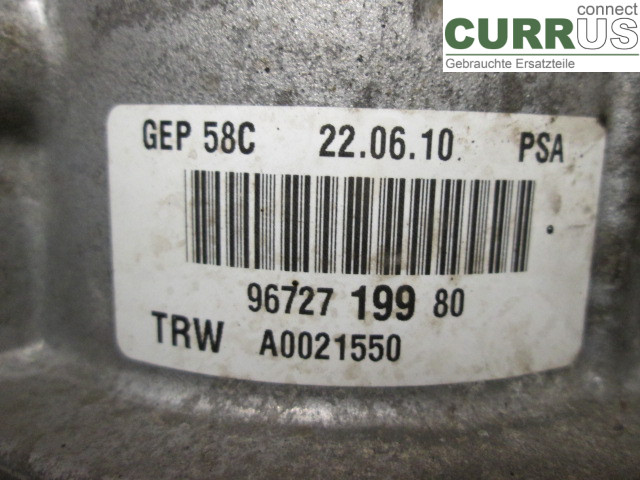 connect
CURRUS
Gebrauchte Ersatzteile
GEP 58C 22.06.10 PSA
96727 199 80
TRW A0021550